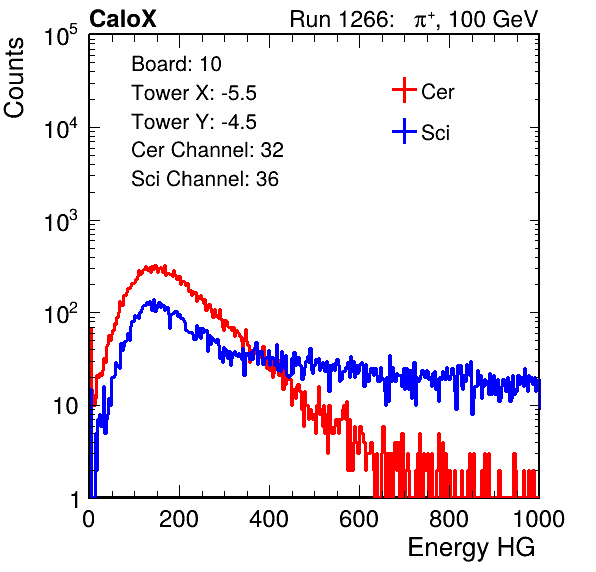 CaloX Run 1266: π⁺, 100 GeV
Counts
10⁵
10⁴
10³
10²
10
1
Board: 10
Tower X: -5.5
Tower Y: -4.5
Cer Channel: 32
Sci Channel: 36
Cer
Sci
0 200 400 600 800 1000
Energy HG